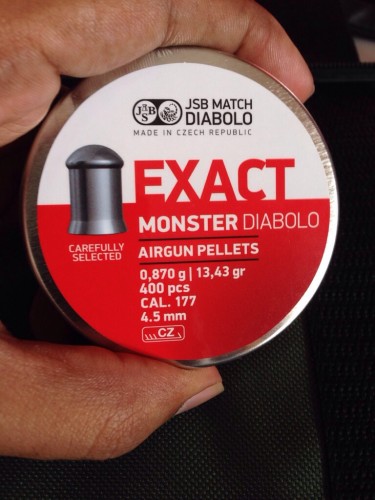 JSB
JSB MATCH
DIABOLO
MADE IN CZECH REPUBLIC
EXACT
MONSTER DIABOLO
CAREFULLY
SELECTED
AIRGUN PELLETS
0,870 g | 13,43 gr
400 pcs
CAL. 177
4.5 mm
CZ